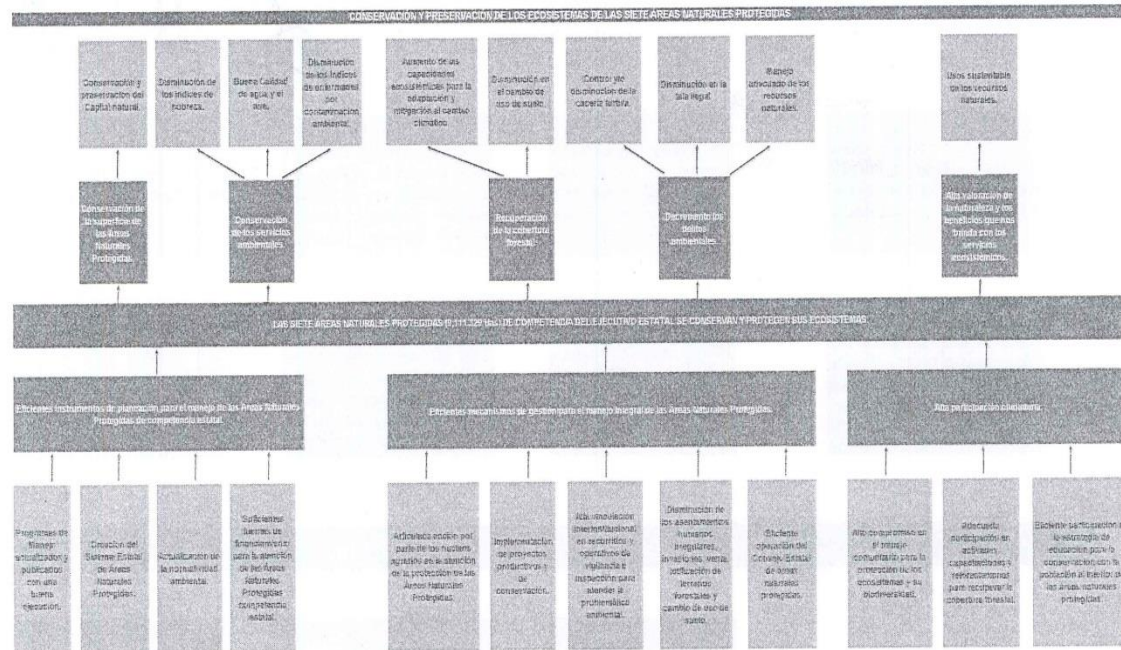 CONSERVACIÓN Y PRESERVACIÓN DE LOS ECOSISTEMAS DE LAS SIETE ÁREAS NATURALES PROTEGIDAS
Conservación y
preservación del
Capital natural.
Disminución de
los índices de
pobreza.
Buena Calidad
de agua, y el
aire.
Disminución
de los índices
de enfermedad
por
contaminación
ambiental.
Aumento de las
capacidades
ecosistémicas para la
adaptación y
mitigación al cambio
climático.
Disminución en
el cambio de
uso de suelo.
Control y/o
disminución de la
cacería furtiva.
Disminución en la
tala ilegal.
Manejo
adecuado de los
recursos
naturales.
Usos sustentable
de los recursos
naturales.
Conservación de
la superficie de
las Áreas
Naturales
Protegidas.
Conservación
de los servicios
ambientales.
Recuperación
de la cobertura
forestal.
Decremento los
delitos
ambientales.
Alta valoración de
la naturaleza y los
beneficios que nos
brinda con los
servicios
ecosistémicos.
LAS SIETE ÁREAS NATURALES PROTEGIDAS DE COMPETENCIA DEL EJECUTIVO ESTATAL SE CONSERVAN Y PROTEGEN SUS ECOSISTEMAS
Eficientes instrumentos de planeación para el manejo de las Áreas Naturales
Protegidas de competencia estatal.
Eficientes mecanismos de gestión para el manejo integral de las Áreas Naturales Protegidas.
Alta participación ciudadana.
Programas de
Manejo
actualizados y
publicados
con una
buena
ejecución.
Creación del
Sistema Estatal
de Áreas
Naturales
Protegidas.
Actualización de
la normatividad
ambiental.
Suficientes
fuentes de
financiamiento
para la atención
de las Áreas
Naturales
Protegidas
competencia
estatal.
Articulada acción por
parte de los núcleos
agrarios en la atención
de la protección de las
Áreas Naturales
Protegidas.
Implementación
de proyectos
productivos y de
conservación.
Alta vinculación
interinstitucional
en recorridos y
operativos de
vigilancia e
inspección para
atender la
problemática
ambiental.
Disminución de
los asentamientos
humanos
irregulares,
invasiones, venta,
lotificación de
terrenos
forestales y
cambio de uso de
suelo.
Eficiente
operación del
Consejo Estatal
de áreas
naturales
protegidas.
Alto compromiso en
el manejo
comunitario para la
protección de los
ecosistemas y su
biodiversidad.
Adecuada
participación en
activades
capacitaciones y
reforestaciones
para recuperar la
cobertura forestal.
Eficiente participación en
la estrategia de
educación para la
conservación, con la
población al interior de
las áreas naturales
protegidas.